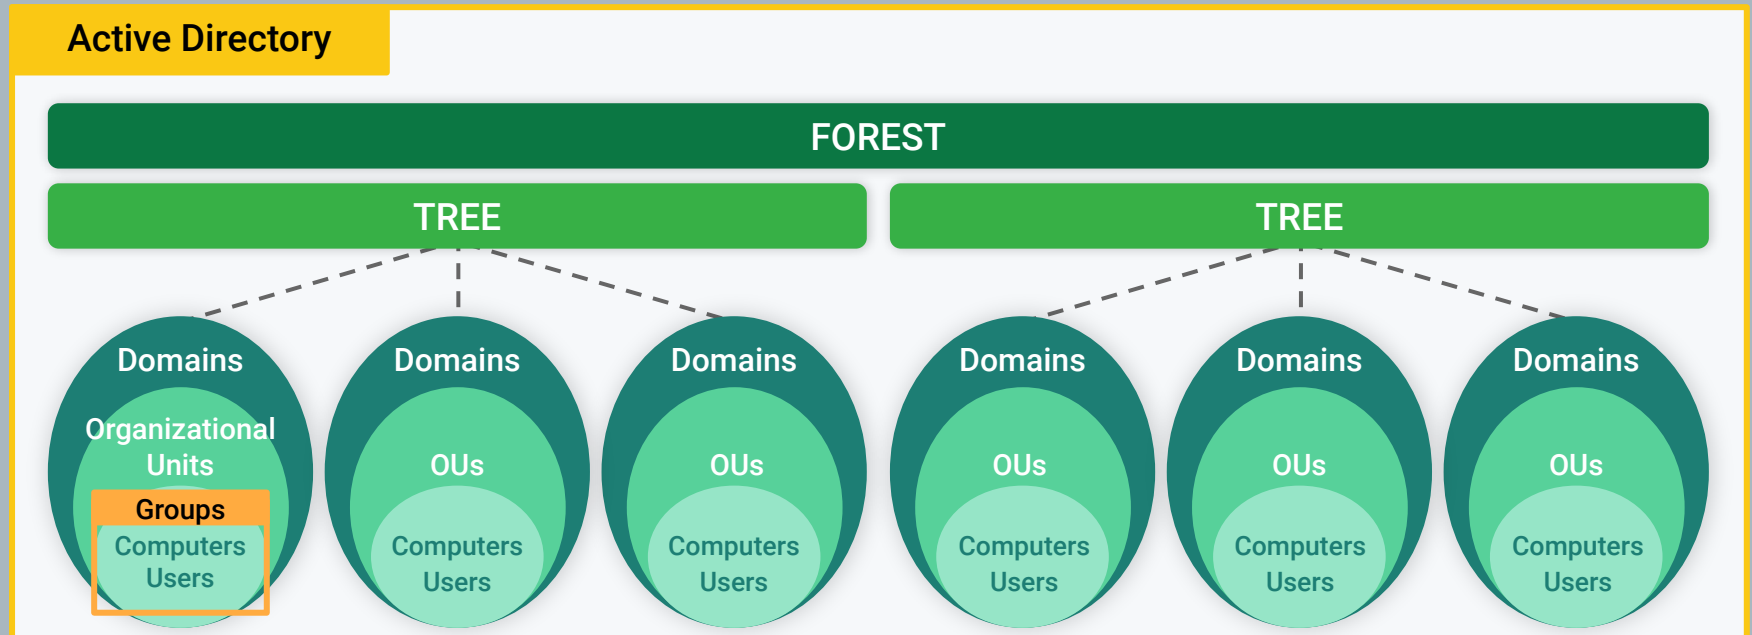 Active Directory
FOREST
TREE
TREE
Domains
Organizational
Units
Groups
Computers
Users
Domains
OUs
Computers
Users
Domains
OUs
Computers
Users
Domains
OUs
Computers
Users
Domains
OUs
Computers
Users
Domains
OUs
Computers
Users